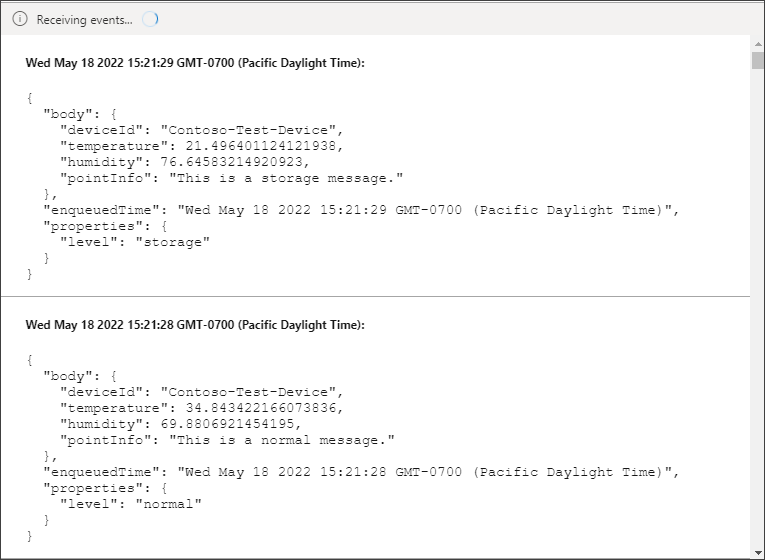 Receiving events...
Wed May 18 2022 15:21:29 GMT-0700 (Pacific Daylight Time):
{
  "body": {
    "deviceId": "Contoso-Test-Device",
    "temperature": 21.496401124121938,
    "humidity": 76.64583214920923,
    "pointInfo": "This is a storage message."
  },
  "enqueuedTime": "Wed May 18 2022 15:21:29 GMT-0700 (Pacific Daylight Time)",
  "properties": {
    "level": "storage"
  }
}
Wed May 18 2022 15:21:28 GMT-0700 (Pacific Daylight Time):
{
  "body": {
    "deviceId": "Contoso-Test-Device",
    "temperature": 34.843422166073836,
    "humidity": 69.8806921454195,
    "pointInfo": "This is a normal message."
  },
  "enqueuedTime": "Wed May 18 2022 15:21:28 GMT-0700 (Pacific Daylight Time)",
  "properties": {
    "level": "normal"
  }
}